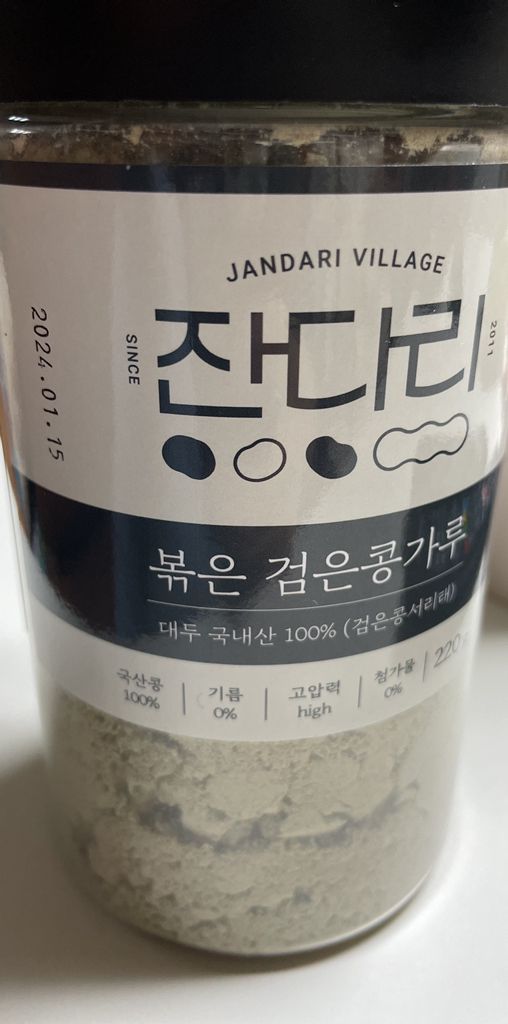 JANDARI VILLAGE
SINCE
잔다리
2011
2024.01.15
볶은 검은콩가루
대두 국내산 100% (검은콩서리태)
국산콩
100%
기름
0%
고압력
high
첨가물
0%
220g